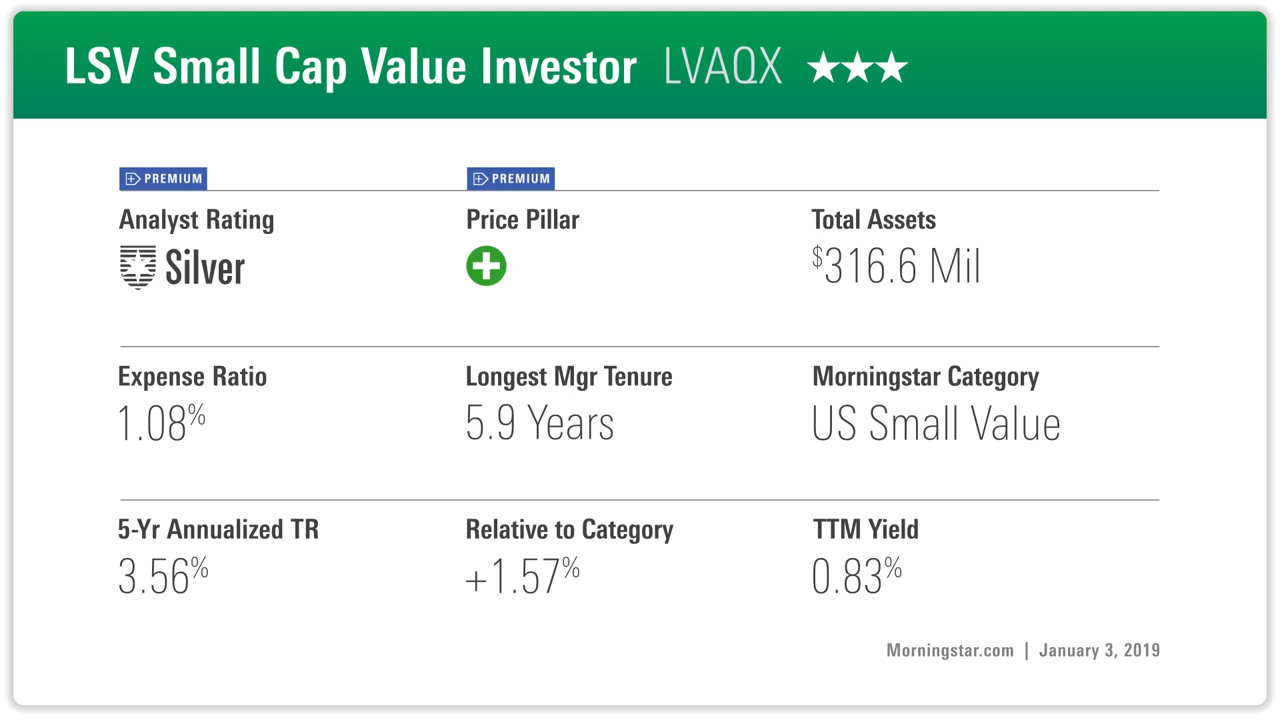 LSV Small Cap Value Investor LVAQX ★★★
PREMIUM PREMIUM
Analyst Rating Price Pillar Total Assets
Silver $316.6 Mil
Expense Ratio Longest Mgr Tenure Morningstar Category
1.08% 5.9 Years US Small Value
5-Yr Annualized TR Relative to Category TTM Yield
3.56% +1.57% 0.83%
Morningstar.com | January 3, 2019